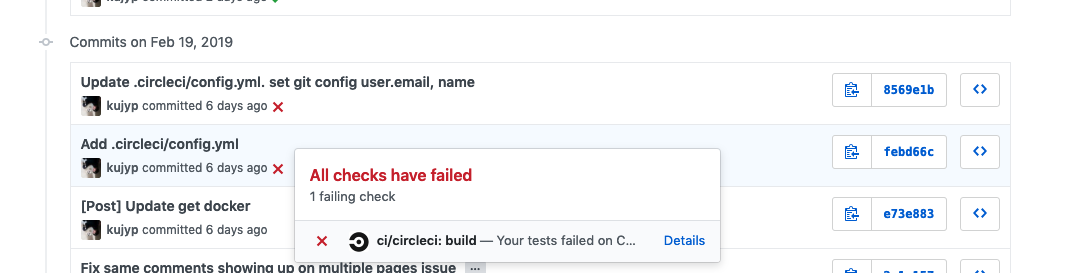 kujyp committed 2 days ago
Commits on Feb 19, 2019
Update .circleci/config.yml. set git config user.email, name
kujyp committed 6 days ago
8569e1b
Add .circleci/config.yml
kujyp committed 6 days ago
febd66c
All checks have failed
1 failing check
[Post] Update get docker
kujyp committed 6 days ago
e73e883
ci/circleci: build — Your tests failed on C...
Details
Fix same comments showing up on multiple pages issue ...